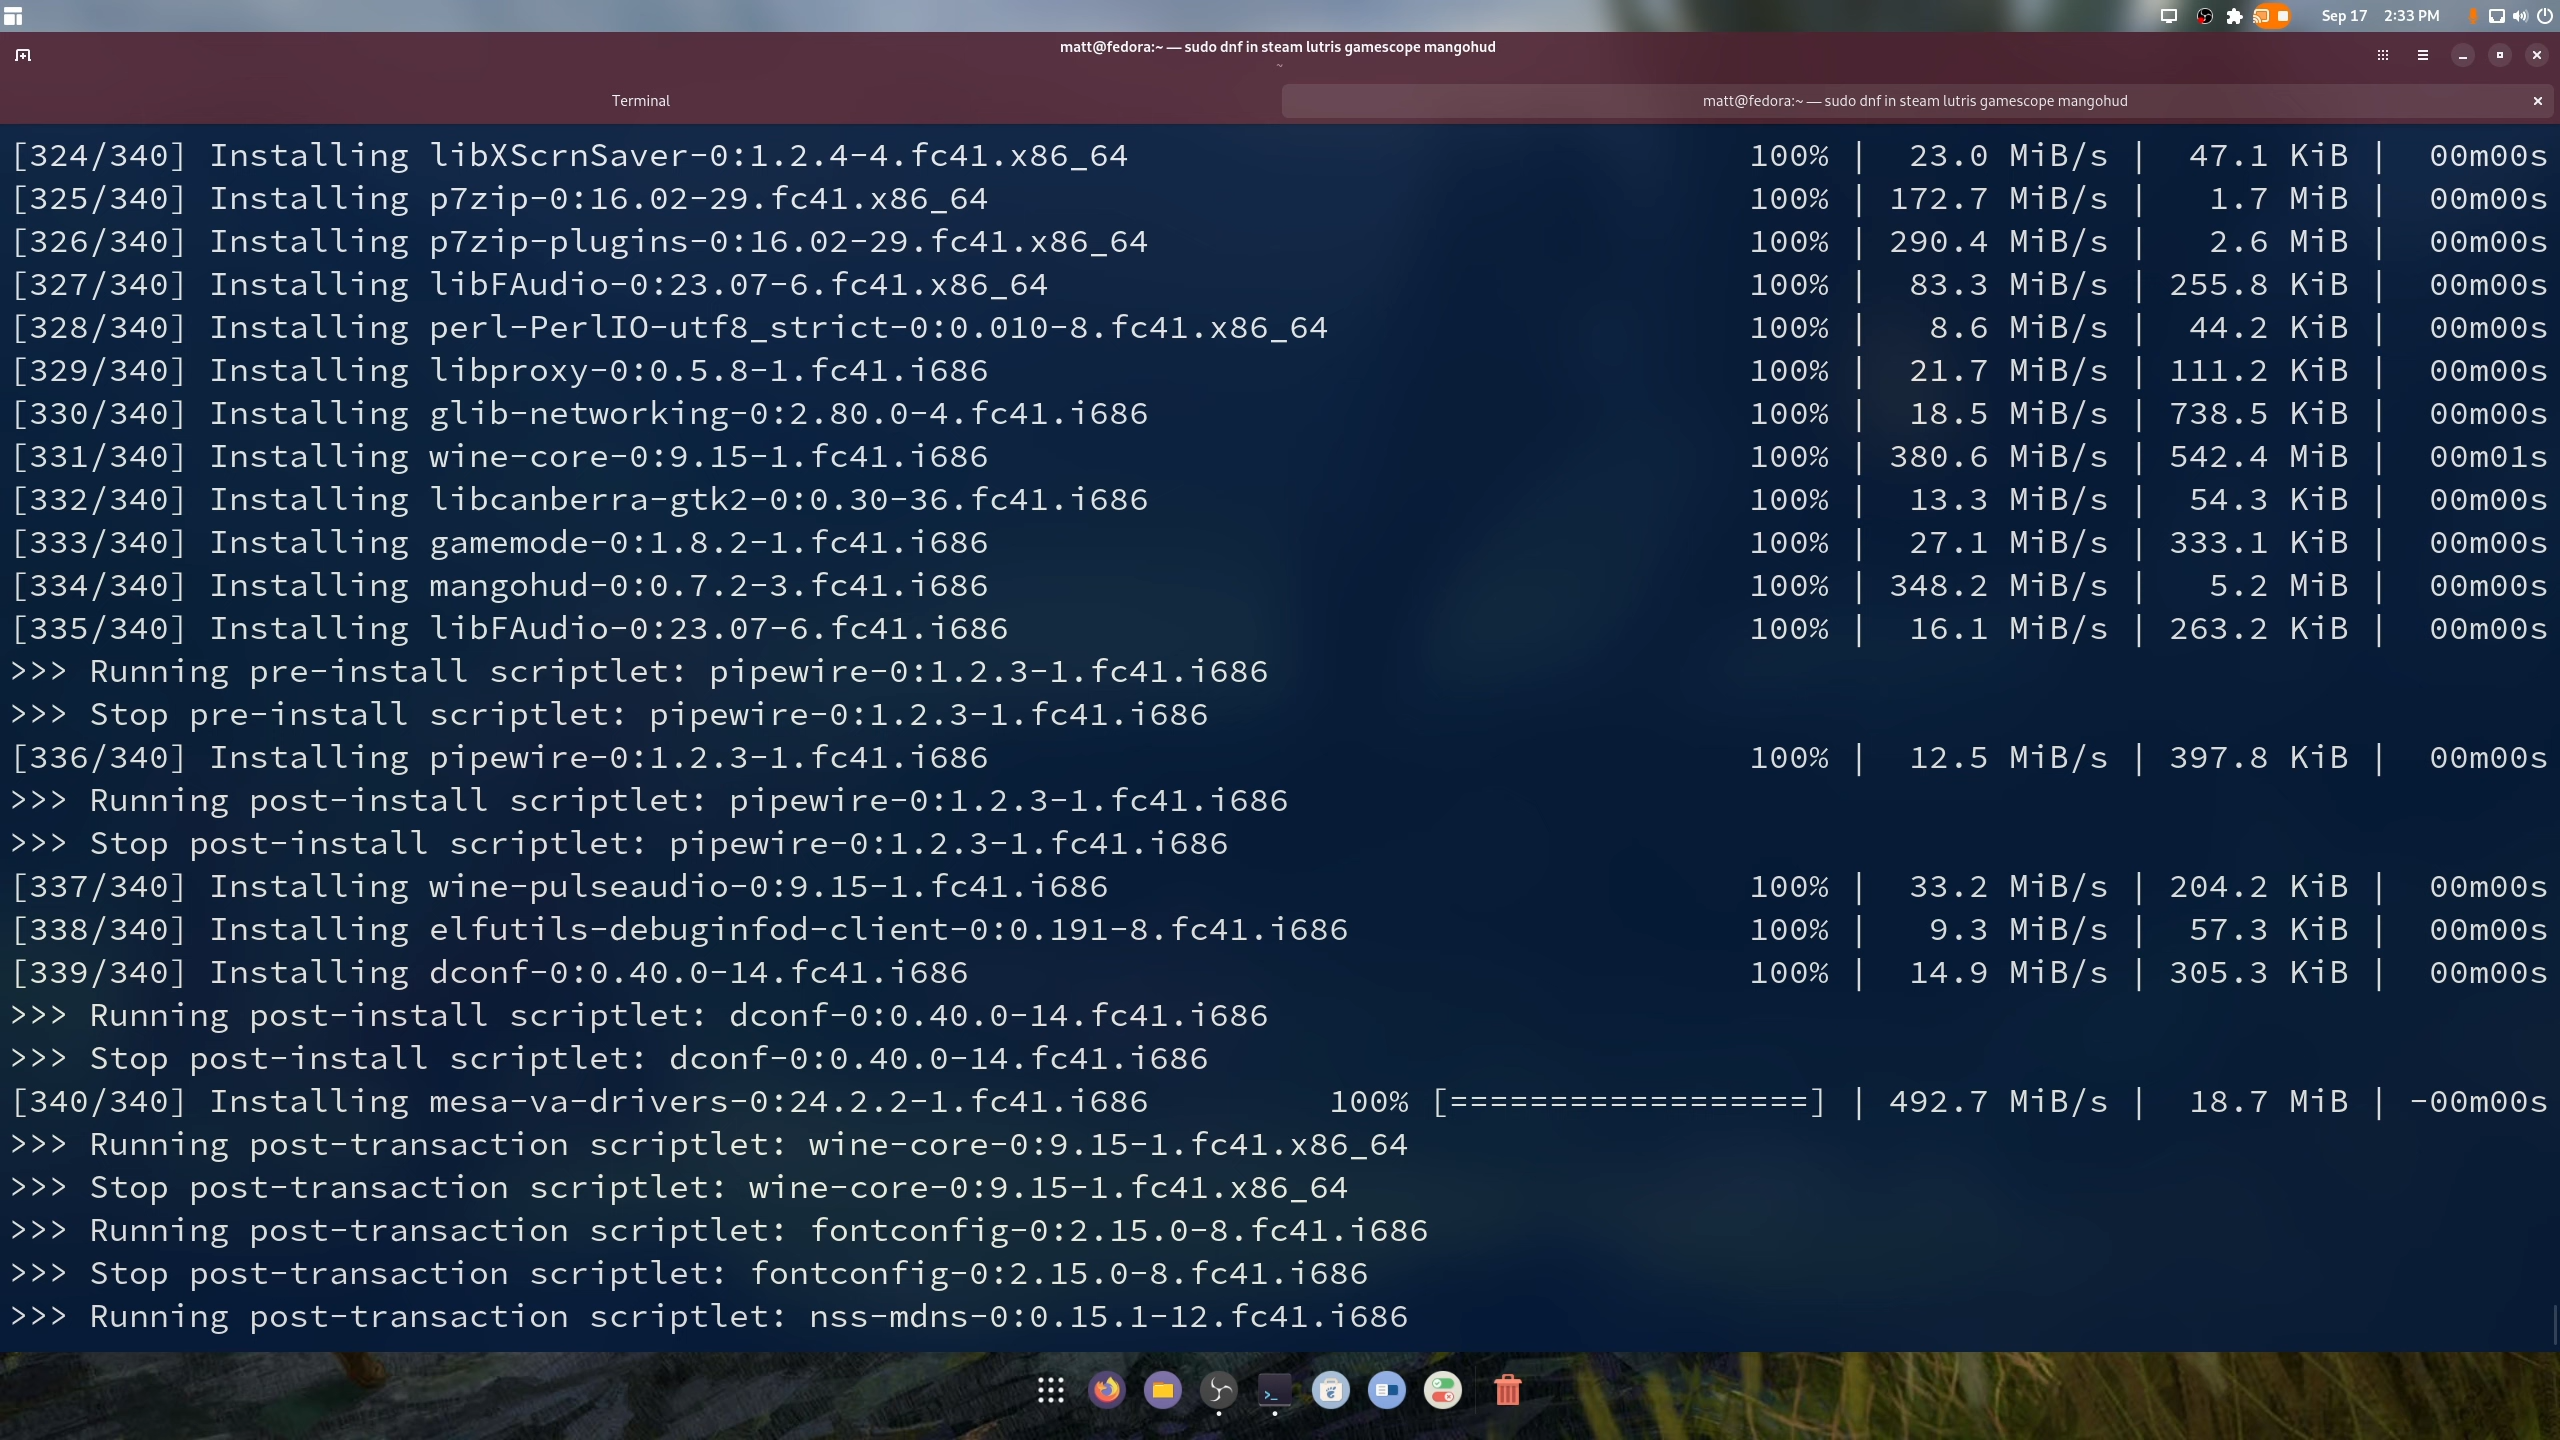 Sep 17 2:33 PM
matt@fedora:~ — sudo dnf in steam lutris gamescope mangohud
~
Terminal
matt@fedora:~ — sudo dnf in steam lutris gamescope mangohud
[324/340] Installing libXScrnSaver-0:1.2.4-4.fc41.x86_64 100% | 23.0 MiB/s | 47.1 KiB | 00m00s
[325/340] Installing p7zip-0:16.02-29.fc41.x86_64 100% | 172.7 MiB/s | 1.7 MiB | 00m00s
[326/340] Installing p7zip-plugins-0:16.02-29.fc41.x86_64 100% | 290.4 MiB/s | 2.6 MiB | 00m00s
[327/340] Installing libFAudio-0:23.07-6.fc41.x86_64 100% | 83.3 MiB/s | 255.8 KiB | 00m00s
[328/340] Installing perl-PerlIO-utf8_strict-0:0.010-8.fc41.x86_64 100% | 8.6 MiB/s | 44.2 KiB | 00m00s
[329/340] Installing libproxy-0:0.5.8-1.fc41.i686 100% | 21.7 MiB/s | 111.2 KiB | 00m00s
[330/340] Installing glib-networking-0:2.80.0-4.fc41.i686 100% | 18.5 MiB/s | 738.5 KiB | 00m00s
[331/340] Installing wine-core-0:9.15-1.fc41.i686 100% | 380.6 MiB/s | 542.4 MiB | 00m01s
[332/340] Installing libcanberra-gtk2-0:0.30-36.fc41.i686 100% | 13.3 MiB/s | 54.3 KiB | 00m00s
[333/340] Installing gamemode-0:1.8.2-1.fc41.i686 100% | 27.1 MiB/s | 333.1 KiB | 00m00s
[334/340] Installing mangohud-0:0.7.2-3.fc41.i686 100% | 348.2 MiB/s | 5.2 MiB | 00m00s
[335/340] Installing libFAudio-0:23.07-6.fc41.i686 100% | 16.1 MiB/s | 263.2 KiB | 00m00s
>>> Running pre-install scriptlet: pipewire-0:1.2.3-1.fc41.i686
>>> Stop pre-install scriptlet: pipewire-0:1.2.3-1.fc41.i686
[336/340] Installing pipewire-0:1.2.3-1.fc41.i686 100% | 12.5 MiB/s | 397.8 KiB | 00m00s
>>> Running post-install scriptlet: pipewire-0:1.2.3-1.fc41.i686
>>> Stop post-install scriptlet: pipewire-0:1.2.3-1.fc41.i686
[337/340] Installing wine-pulseaudio-0:9.15-1.fc41.i686 100% | 33.2 MiB/s | 204.2 KiB | 00m00s
[338/340] Installing elfutils-debuginfod-client-0:0.191-8.fc41.i686 100% | 9.3 MiB/s | 57.3 KiB | 00m00s
[339/340] Installing dconf-0:0.40.0-14.fc41.i686 100% | 14.9 MiB/s | 305.3 KiB | 00m00s
>>> Running post-install scriptlet: dconf-0:0.40.0-14.fc41.i686
>>> Stop post-install scriptlet: dconf-0:0.40.0-14.fc41.i686
[340/340] Installing mesa-va-drivers-0:24.2.2-1.fc41.i686 100% [==================] | 492.7 MiB/s | 18.7 MiB | -00m00s
>>> Running post-transaction scriptlet: wine-core-0:9.15-1.fc41.x86_64
>>> Stop post-transaction scriptlet: wine-core-0:9.15-1.fc41.x86_64
>>> Running post-transaction scriptlet: fontconfig-0:2.15.0-8.fc41.i686
>>> Stop post-transaction scriptlet: fontconfig-0:2.15.0-8.fc41.i686
>>> Running post-transaction scriptlet: nss-mdns-0:0.15.1-12.fc41.i686